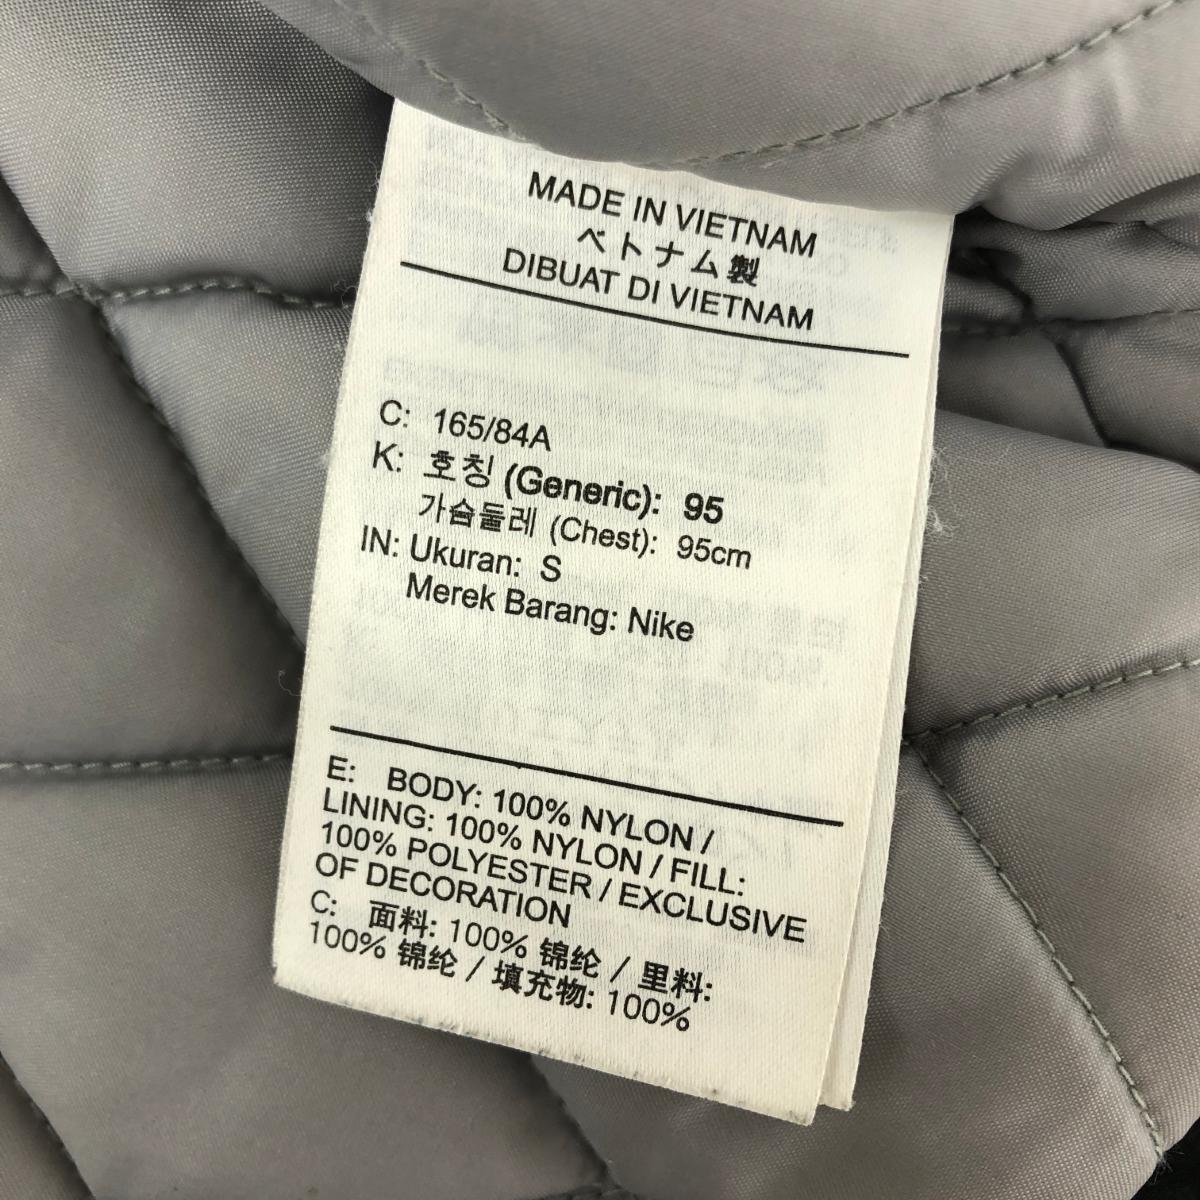 MADE IN VIETNAM
ベトナム製
DIBUAT DI VIETNAM
C: 165/84A
K: 호칭 (Generic): 95
가슴둘레 (Chest): 95cm
IN: Ukuran: S
Merek Barang: Nike
E: BODY: 100% NYLON /
LINING: 100% NYLON / FILL:
100% POLYESTER / EXCLUSIVE
OF DECORATION
C: 面料: 100% 锦纶 / 里料:
100% 锦纶 / 填充物: 100%